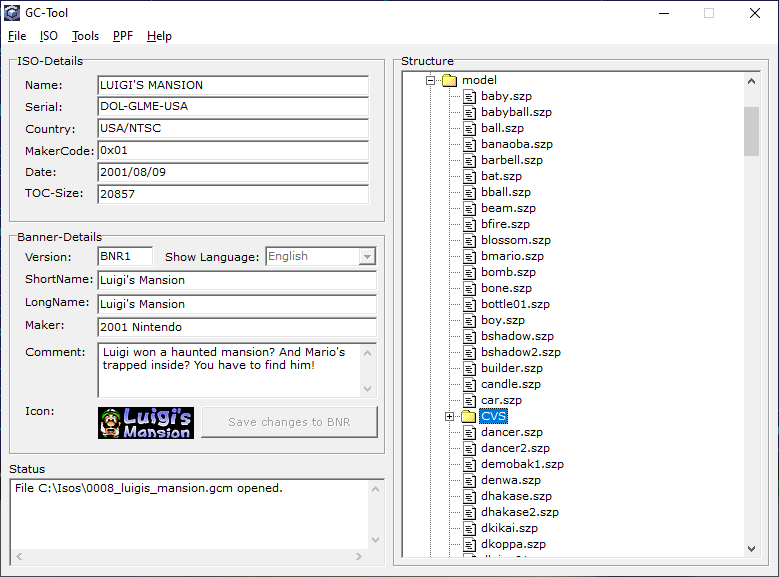 GC-Tool
File ISO Tools PPF Help
ISO-Details
Name: LUIGI'S MANSION
Serial: DOL-GLME-USA
Country: USA/NTSC
MakerCode: 0x01
Date: 2001/08/09
TOC-Size: 20857
Banner-Details
Version: BNR1 Show Language: English
ShortName: Luigi's Mansion
LongName: Luigi's Mansion
Maker: 2001 Nintendo
Comment: Luigi won a haunted mansion? And Mario's
trapped inside? You have to find him!
Icon: Luigi's
Mansion
Save changes to BNR
Status
File C:\Isos\0008_luigis_mansion.gcm opened.
Structure
model
baby.szp
babyball.szp
ball.szp
banaoba.szp
barbell.szp
bat.szp
bball.szp
beam.szp
bfire.szp
blossom.szp
bmario.szp
bomb.szp
bone.szp
bottle01.szp
boy.szp
bshadow.szp
bshadow2.szp
builder.szp
candle.szp
car.szp
CVS
dancer.szp
dancer2.szp
demobak1.szp
denwa.szp
dhakase.szp
dhakase2.szp
dkikai.szp
dkoppa.szp